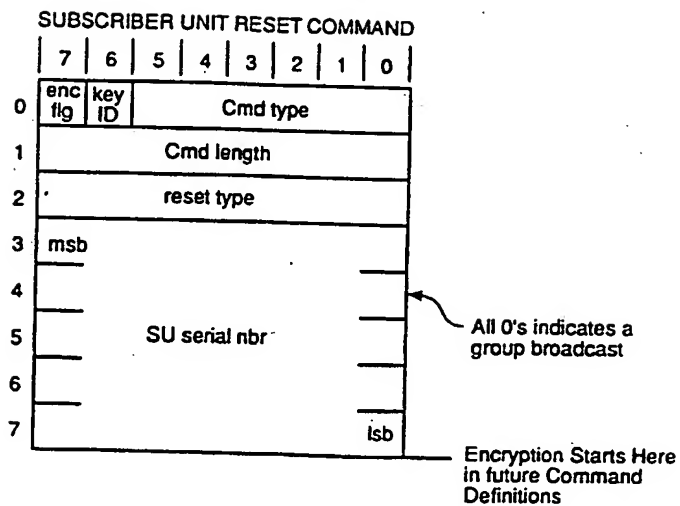 SUBSCRIBER UNIT RESET COMMAND
7 6 5 4 3 2 1 0
0 enc flg key ID Cmd type
1 Cmd length
2 reset type
3 msb
4
All 0's indicates a
group broadcast
5 SU serial nbr
6
7 lsb
Encryption Starts Here
in future Command
Definitions